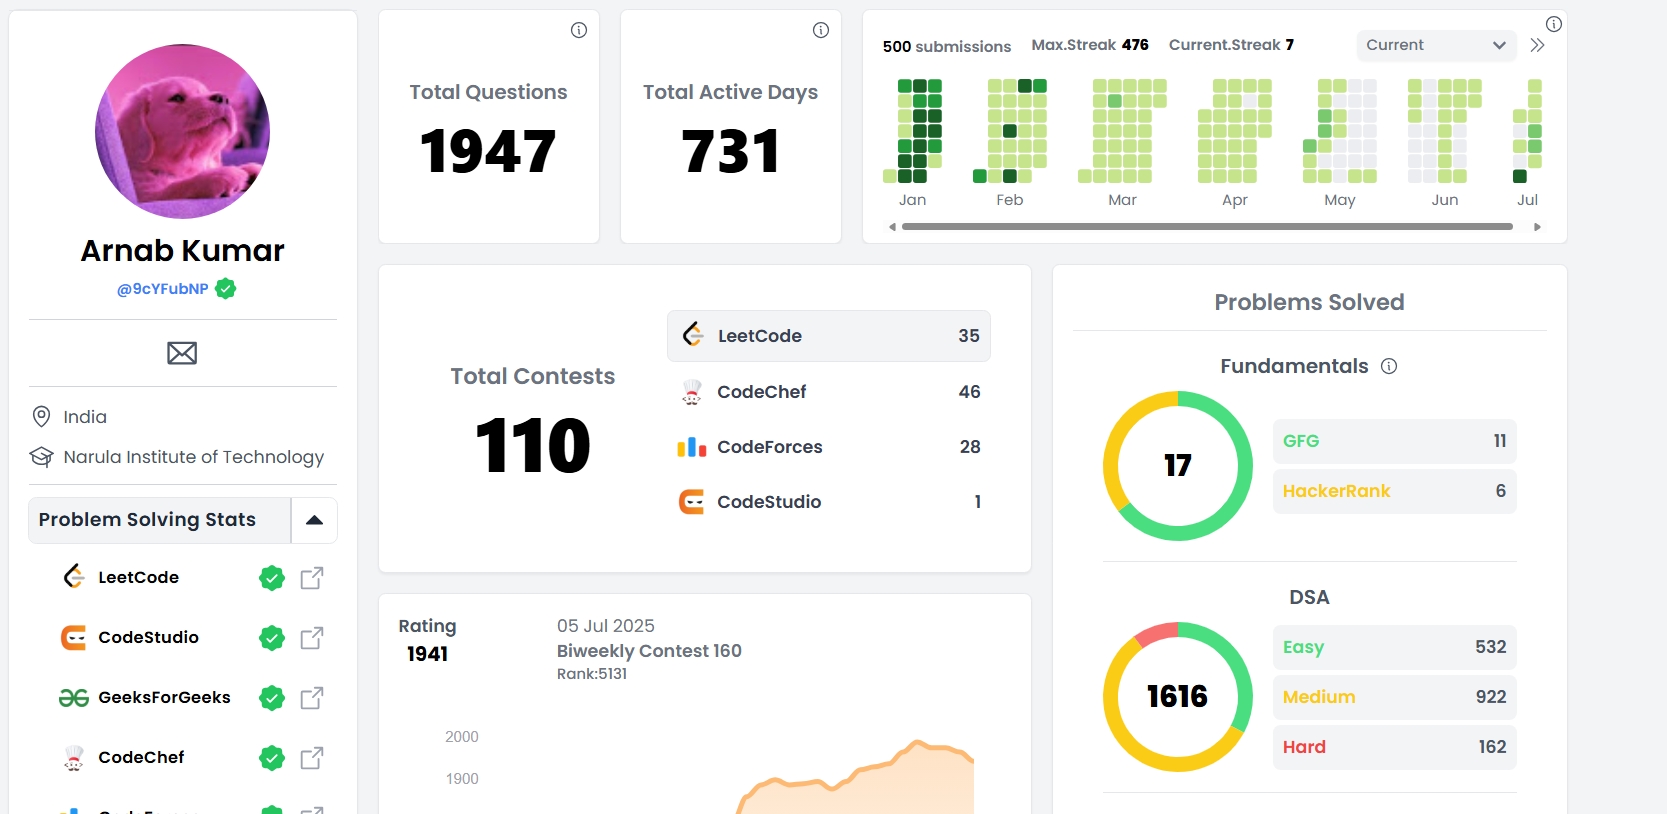 Arnab Kumar
@9cYFubNP
India
Narula Institute of Technology
Problem Solving Stats
LeetCode
CodeStudio
GeeksForGeeks
CodeChef
Total Questions
1947
Total Active Days
731
500 submissions Max.Streak 476 Current.Streak 7 Current
Jan Feb Mar Apr May Jun Jul
Total Contests
110
LeetCode 35
CodeChef 46
CodeForces 28
CodeStudio 1
Rating
1941
05 Jul 2025
Biweekly Contest 160
Rank:5131
2000
1900
Problems Solved
Fundamentals
17
GFG 11
HackerRank 6
DSA
1616
Easy 532
Medium 922
Hard 162